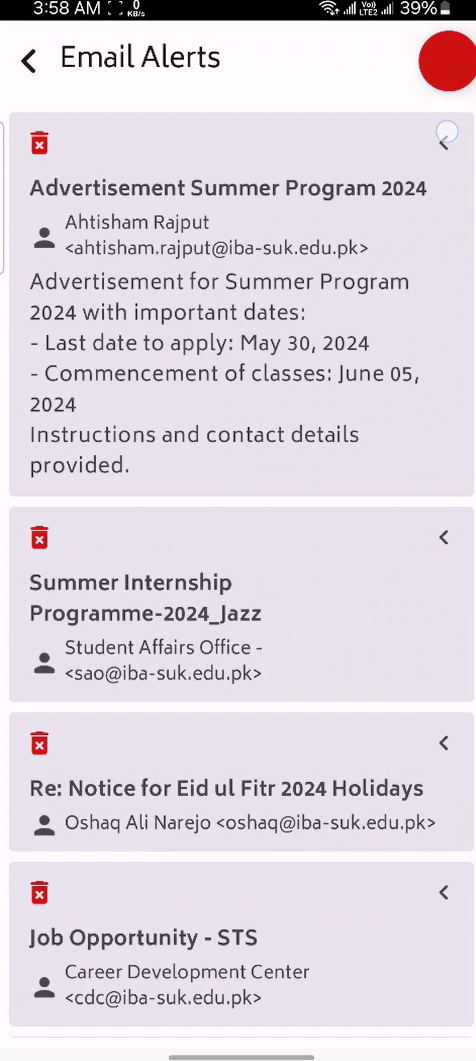 3:58 AM 0 KB/s Vo)) LTE2 39%
Email Alerts
Advertisement Summer Program 2024
Ahtisham Rajput
<ahtisham.rajput@iba-suk.edu.pk>
Advertisement for Summer Program
2024 with important dates:
- Last date to apply: May 30, 2024
- Commencement of classes: June 05,
2024
Instructions and contact details
provided.
Summer Internship
Programme-2024_Jazz
Student Affairs Office -
<sao@iba-suk.edu.pk>
Re: Notice for Eid ul Fitr 2024 Holidays
Oshaq Ali Narejo <oshaq@iba-suk.edu.pk>
Job Opportunity - STS
Career Development Center
<cdc@iba-suk.edu.pk>